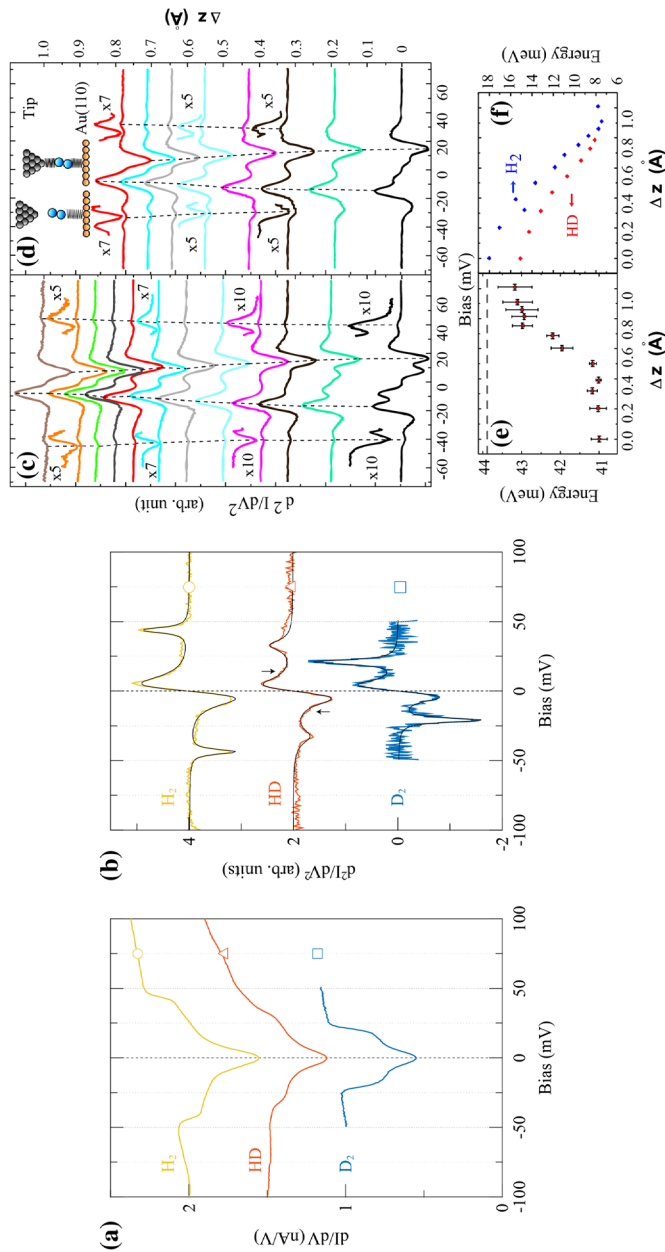 (a)
dI/dV (nA/V)
2
1
0
H2
HD
D2
-100
-50
0
50
100
Bias (mV)
(b)
d²I/dV² (arb. units)
4
2
0
-2
H2
HD
D2
-100
-50
0
50
100
Bias (mV)
(c)
d²I/dV²
(arb. unit)
x5
x5
x7
x7
x10
x10
x10
x10
-60
-40
-20
0
20
40
60
(d)
Tip
Au(110)
x7
x7
x5
x5
x5
x5
-60
-40
-20
0
20
40
60
Δ z (Å)
1.0
0.9
0.8
0.7
0.6
0.5
0.4
0.3
0.2
0.1
0
Bias (mV)
(e)
Energy (meV)
44
43
42
41
0.0
0.2
0.4
0.6
0.8
1.0
Δ z (Å)
(f)
H2
HD
0.0
0.2
0.4
0.6
0.8
1.0
Δ z (Å)
18
16
14
12
10
8
6
Energy (meV)